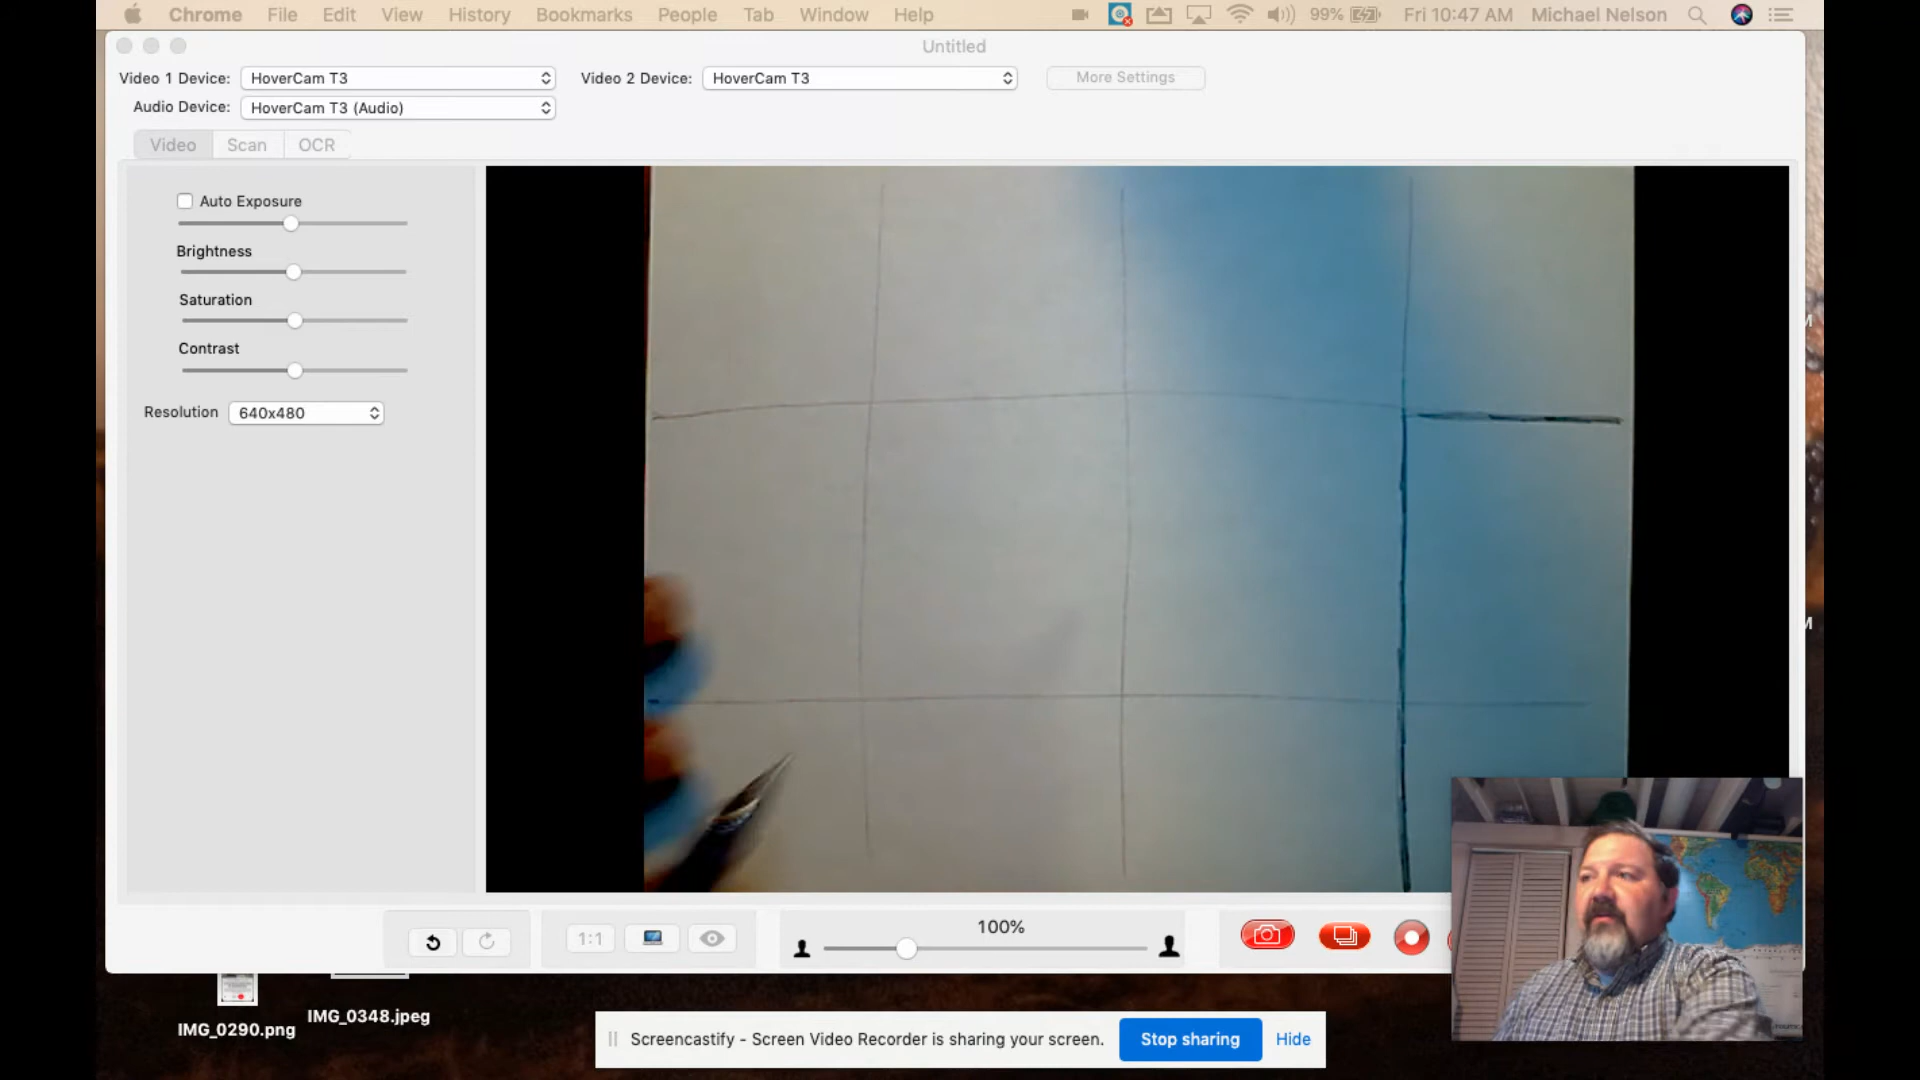 Chrome File Edit View History Bookmarks People Tab Window Help 99% Fri 10:47 AM Michael Nelson
Untitled
Video 1 Device: HoverCam T3 Video 2 Device: HoverCam T3 More Settings
Audio Device: HoverCam T3 (Audio)
Video Scan OCR
Auto Exposure
Brightness
Saturation
Contrast
Resolution 640x480
M
M
1:1
100%
IMG_0290.png IMG_0348.jpeg
Screencastify - Screen Video Recorder is sharing your screen. Stop sharing Hide